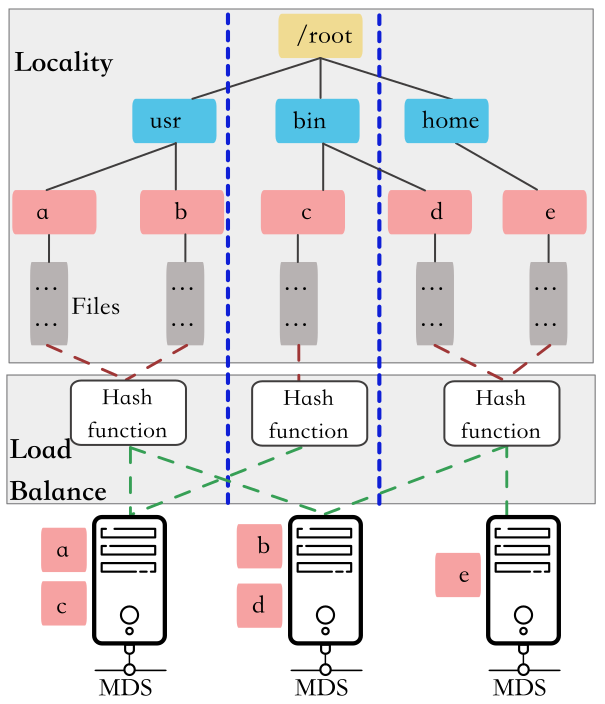 /root
Locality
usr
bin
home
a
b
c
d
e
...
...
...
...
...
Files
...
...
...
...
...
Hash
function
Hash
function
Hash
function
Load
Balance
a
c
b
d
e
MDS
MDS
MDS